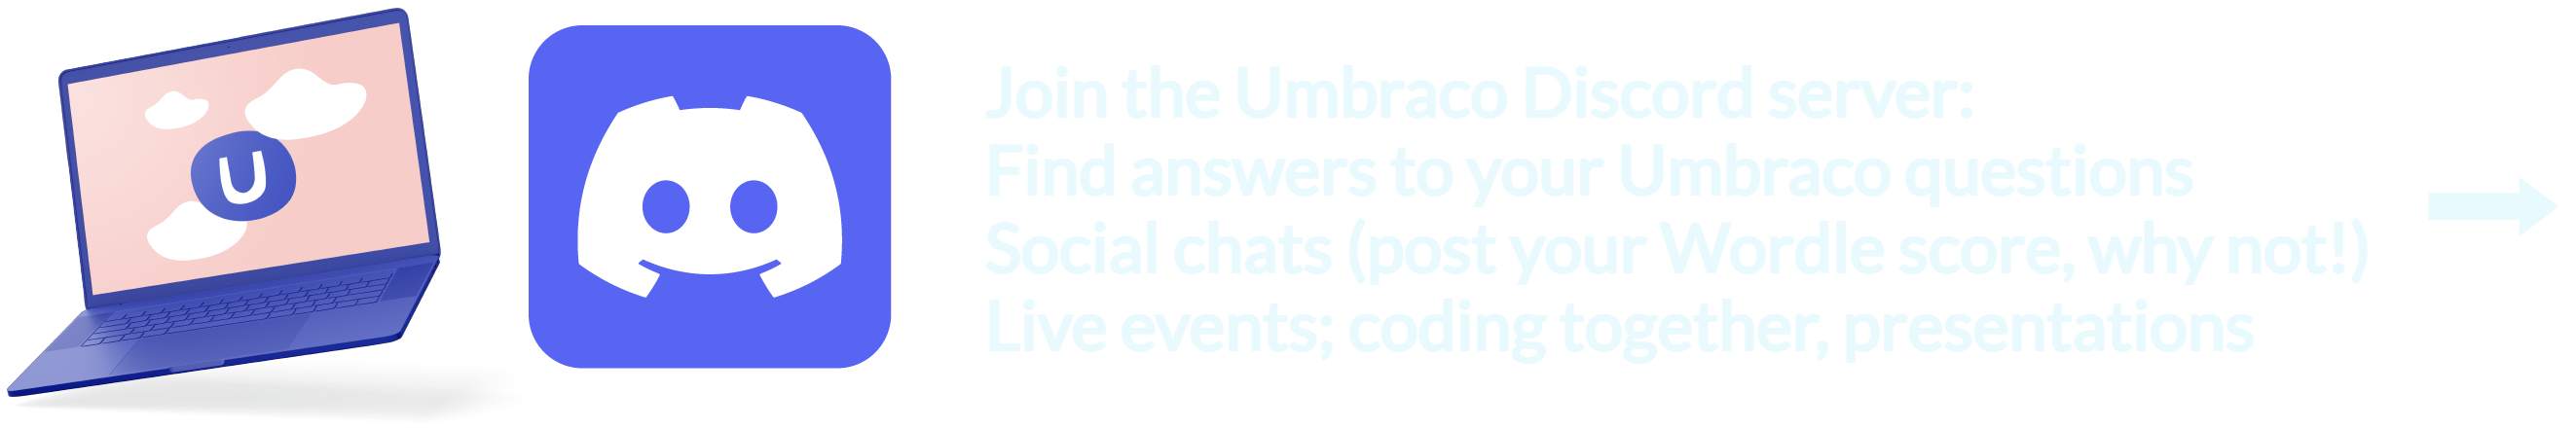 U
Join the Umbraco Discord server:
Find answers to your Umbraco questions
Social chats (post your Wordle score, why not!)
Live events; coding together, presentations